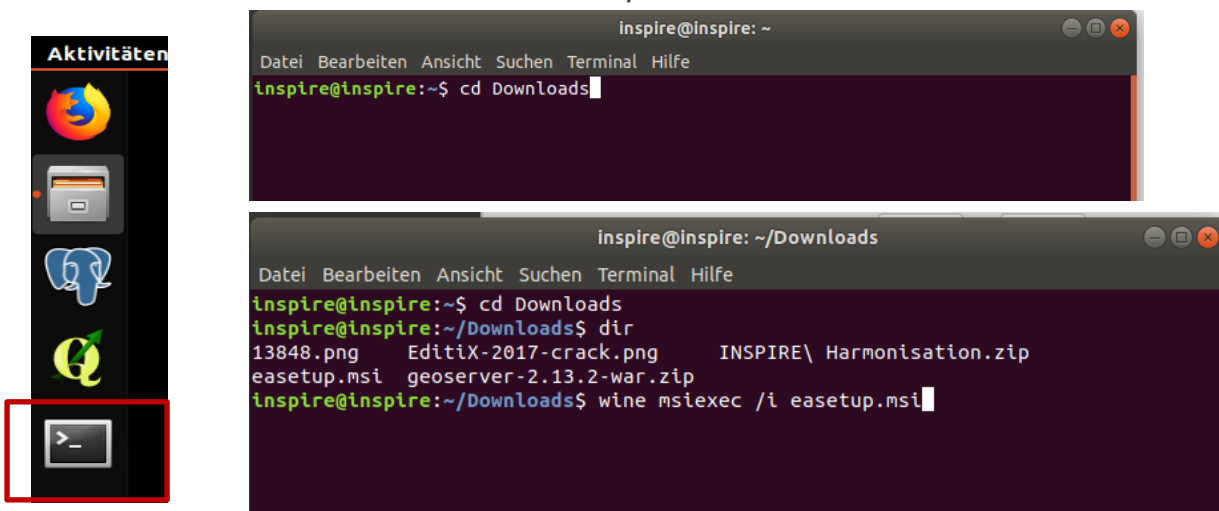 Aktivitäten
>_
inspire@inspire: ~
Datei Bearbeiten Ansicht Suchen Terminal Hilfe
inspire@inspire:~$ cd Downloads
inspire@inspire: ~/Downloads
Datei Bearbeiten Ansicht Suchen Terminal Hilfe
inspire@inspire:~$ cd Downloads
inspire@inspire:~/Downloads$ dir
13848.png EditiX-2017-crack.png INSPIRE\ Harmonisation.zip
easetup.msi geoserver-2.13.2-war.zip
inspire@inspire:~/Downloads$ wine msiexec /i easetup.msi